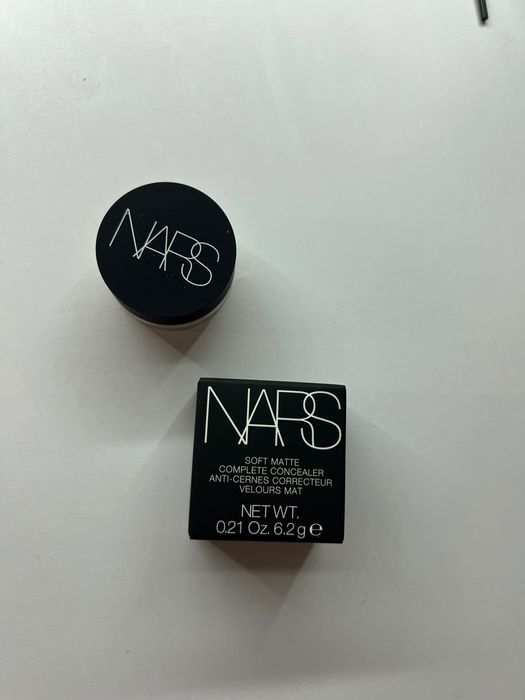 NARS
NARS
SOFT MATTE
COMPLETE CONCEALER
ANTI-CERNES CORRECTEUR
VELOURS MAT
NET WT.
0.21 Oz. 6.2 g ℮